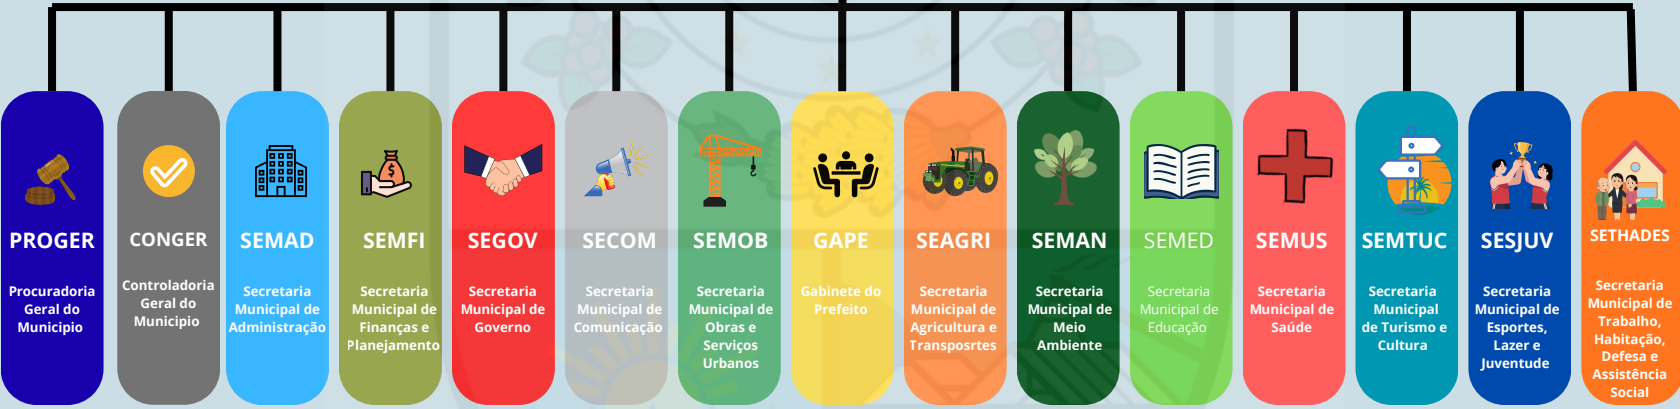 PROGER
Procuradoria
Geral do
Municipio
CONGER
Controladoria
Geral do
Municipio
SEMAD
Secretaria
Municipal de
Administração
SEMFI
Secretaria
Municipal de
Finanças e
Planejamento
SEGOV
Secretaria
Municipal de
Governo
SECOM
Secretaria
Municipal de
Comunicação
SEMOB
Secretaria
Municipal de
Obras e
Serviços
Urbanos
GAPE
Gabinete do
Prefeito
SEAGRI
Secretaria
Municipal de
Agricultura e
Transposrtes
SEMAN
Secretaria
Municipal de
Meio
Ambiente
SEMED
Secretaria
Municipal de
Educação
SEMUS
Secretaria
Municipal de
Saúde
SEMTUC
Secretaria
Municipal
de Turismo e
Cultura
SESJUV
Secretaria
Municipal de
Esportes,
Lazer e
Juventude
SETHADES
Secretaria
Municipal de
Trabalho,
Habitação,
Defesa e
Assistência
Social